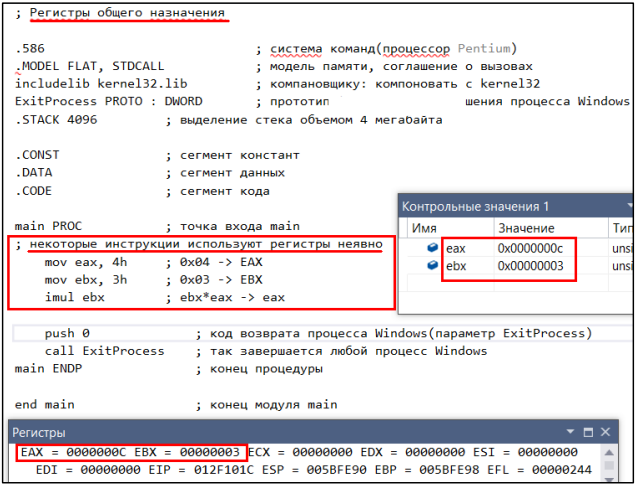 ; Регистры общего назначения
.586 ; система команд(процессор Pentium)
.MODEL FLAT, STDCALL ; модель памяти, соглашение о вызовах
includelib kernel32.lib ; компановщику: компоновать с kernel32
ExitProcess PROTO : DWORD ; прототип шения процесса Windows
.STACK 4096 ; выделение стека объемом 4 мегабайта
.CONST ; сегмент констант
.DATA ; сегмент данных
.CODE ; сегмент кода
Контрольные значения 1
Имя Значение Тип
eax 0x0000000c unsi
ebx 0x00000003 unsi
main PROC ; точка входа main
; некоторые инструкции используют регистры неявно
mov eax, 4h ; 0x04 -> EAX
mov ebx, 3h ; 0x03 -> EBX
imul ebx ; ebx*eax -> eax
push 0 ; код возврата процесса Windows(параметр ExitProcess)
call ExitProcess ; так завершается любой процесс Windows
main ENDP ; конец процедуры
end main ; конец модуля main
Регистры
EAX = 0000000C EBX = 00000003 ECX = 00000000 EDX = 00000000 ESI = 00000000
EDI = 00000000 EIP = 012F101C ESP = 005BFE90 EBP = 005BFE98 EFL = 00000244